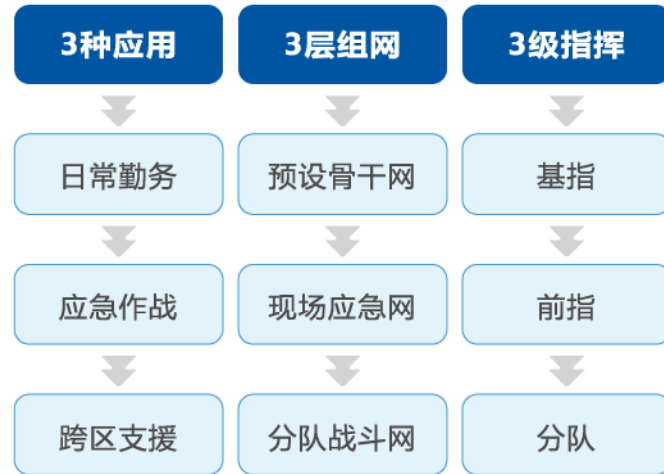 3种应用
3层组网
3级指挥
日常勤务
预设骨干网
基指
应急作战
现场应急网
前指
跨区支援
分队战斗网
分队